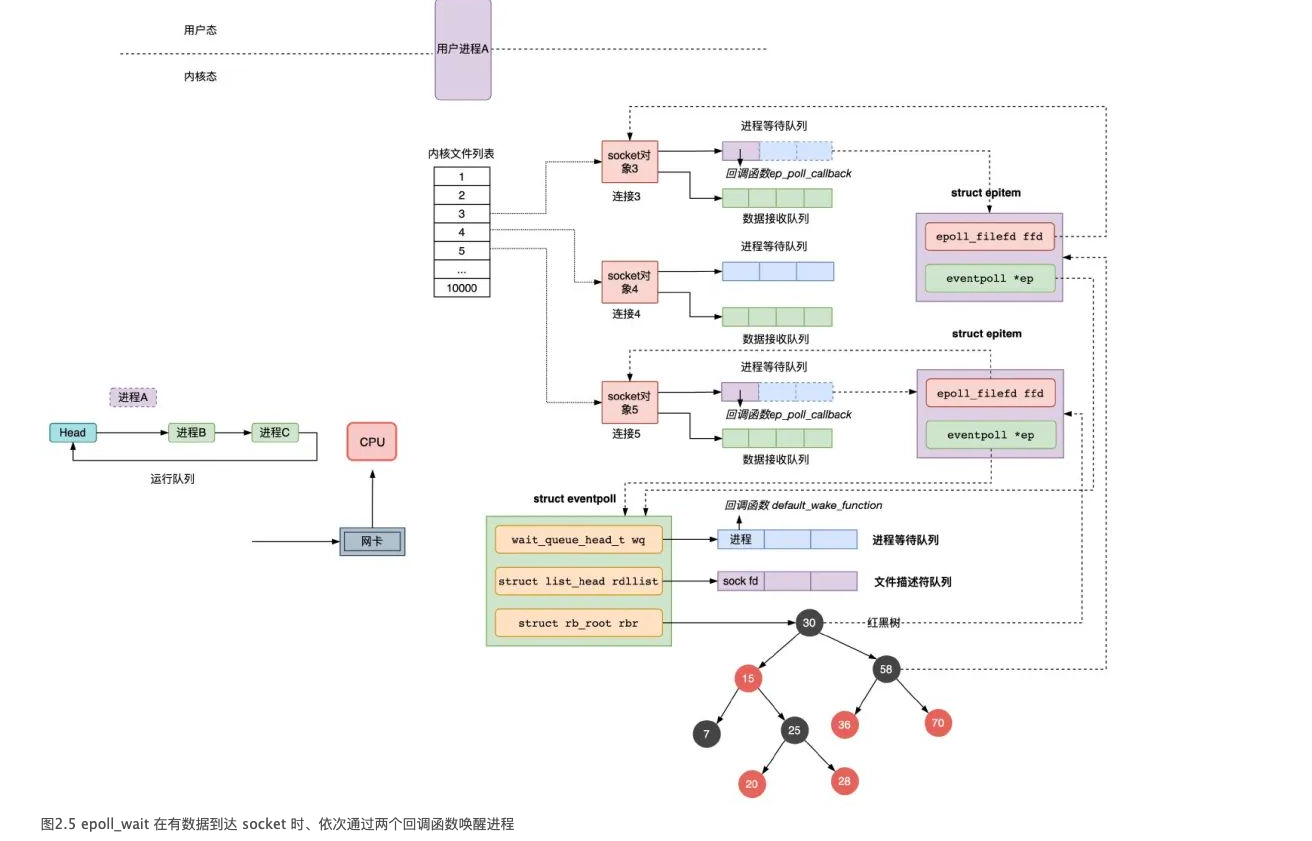 用户态
用户进程A
内核态
进程等待队列
内核文件列表
socket对
象3
回调函数ep_poll_callback
1
2
连接3
struct epitem
3
数据接收队列
epoll_filefd ffd
4
进程等待队列
5
...
socket对
象4
eventpoll *ep
10000
连接4
数据接收队列
struct epitem
进程等待队列
进程A
socket对
象5
epoll_filefd ffd
回调函数ep_poll_callback
Head
进程B
进程C
CPU
连接5
eventpoll *ep
数据接收队列
运行队列
struct eventpoll
回调函数 default_wake_function
网卡
wait_queue_head_t wq
进程
进程等待队列
struct list_head rdllist
sock fd
文件描述符队列
struct rb_root rbr
30
红黑树
58
15
36
70
7
25
20
28
图2.5 epoll_wait 在有数据到达 socket 时、依次通过两个回调函数唤醒进程